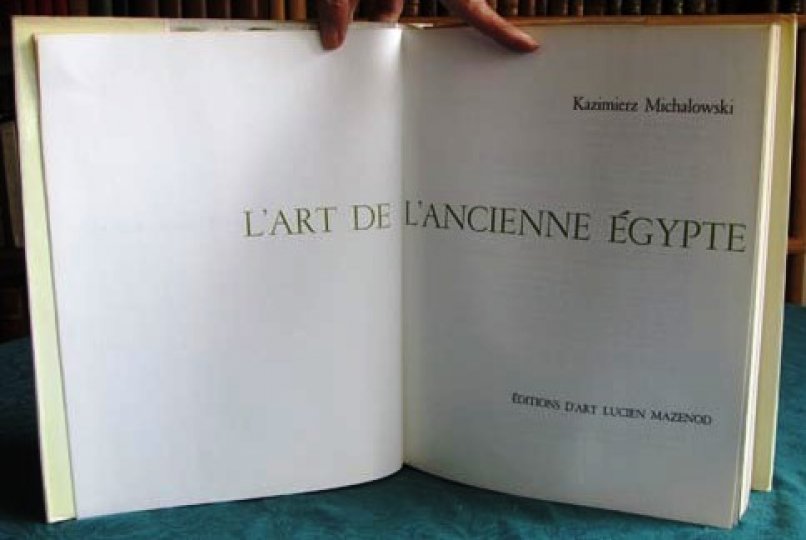 Kazimierz Michalowski
L'ART DE L'ANCIENNE ÉGYPTE
ÉDITIONS D'ART LUCIEN MAZENOD